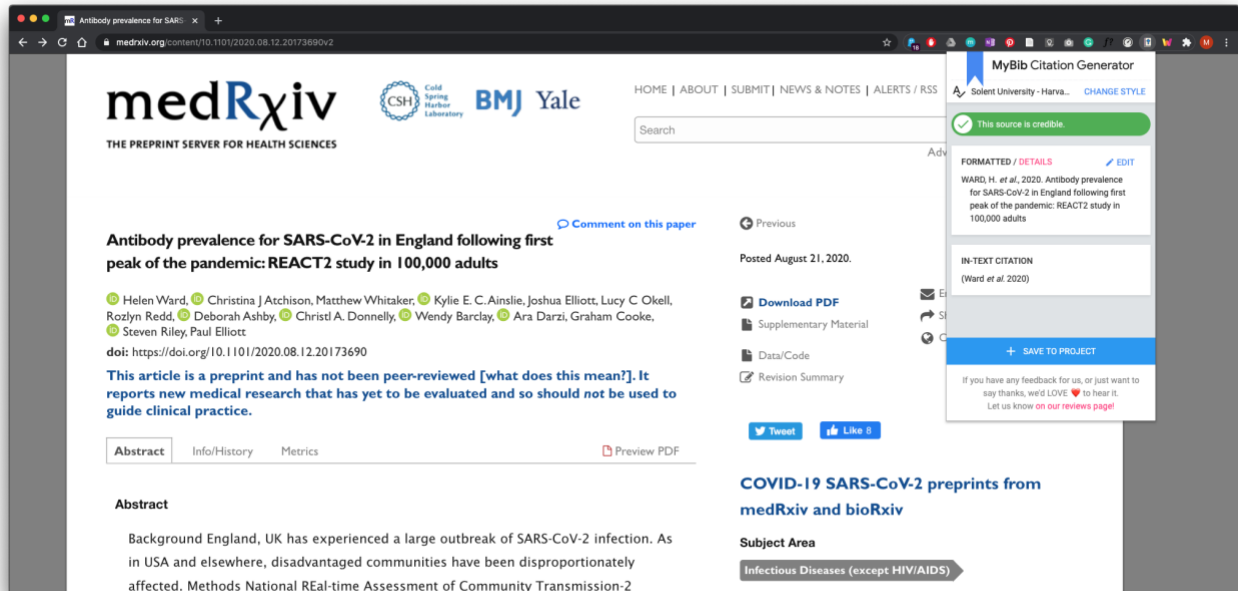 Antibody prevalence for SARS-
medrxiv.org/content/10.1101/2020.08.12.20173690v2
18
M
medRxiv
THE PREPRINT SERVER FOR HEALTH SCIENCES
CSH
Cold
Spring
Harbor
Laboratory
BMJ
Yale
HOME | ABOUT | SUBMIT | NEWS & NOTES | ALERTS / RSS
Search
Adv
Comment on this paper
Antibody prevalence for SARS-CoV-2 in England following first
peak of the pandemic: REACT2 study in 100,000 adults
iD Helen Ward, iD Christina J Atchison, Matthew Whitaker, iD Kylie E. C. Ainslie, Joshua Elliott, Lucy C Okell,
Rozlyn Redd, iD Deborah Ashby, iD Christl A. Donnelly, iD Wendy Barclay, iD Ara Darzi, Graham Cooke,
iD Steven Riley, Paul Elliott
doi: https://doi.org/10.1101/2020.08.12.20173690
This article is a preprint and has not been peer-reviewed [what does this mean?]. It
reports new medical research that has yet to be evaluated and so should not be used to
guide clinical practice.
Abstract
Info/History
Metrics
Preview PDF
Abstract
Background England, UK has experienced a large outbreak of SARS-CoV-2 infection. As
in USA and elsewhere, disadvantaged communities have been disproportionately
affected. Methods National REal-time Assessment of Community Transmission-2
Previous
Posted August 21, 2020.
Download PDF
Supplementary Material
Data/Code
Revision Summary
Tweet
Like 8
COVID-19 SARS-CoV-2 preprints from
medRxiv and bioRxiv
Subject Area
Infectious Diseases (except HIV/AIDS)
MyBib Citation Generator
Solent University - Harva...
CHANGE STYLE
This source is credible.
FORMATTED / DETAILS
EDIT
WARD, H. et al., 2020. Antibody prevalence
for SARS-CoV-2 in England following first
peak of the pandemic: REACT2 study in
100,000 adults
IN-TEXT CITATION
(Ward et al. 2020)
+ SAVE TO PROJECT
If you have any feedback for us, or just want to
say thanks, we'd LOVE ❤ to hear it.
Let us know on our reviews page!